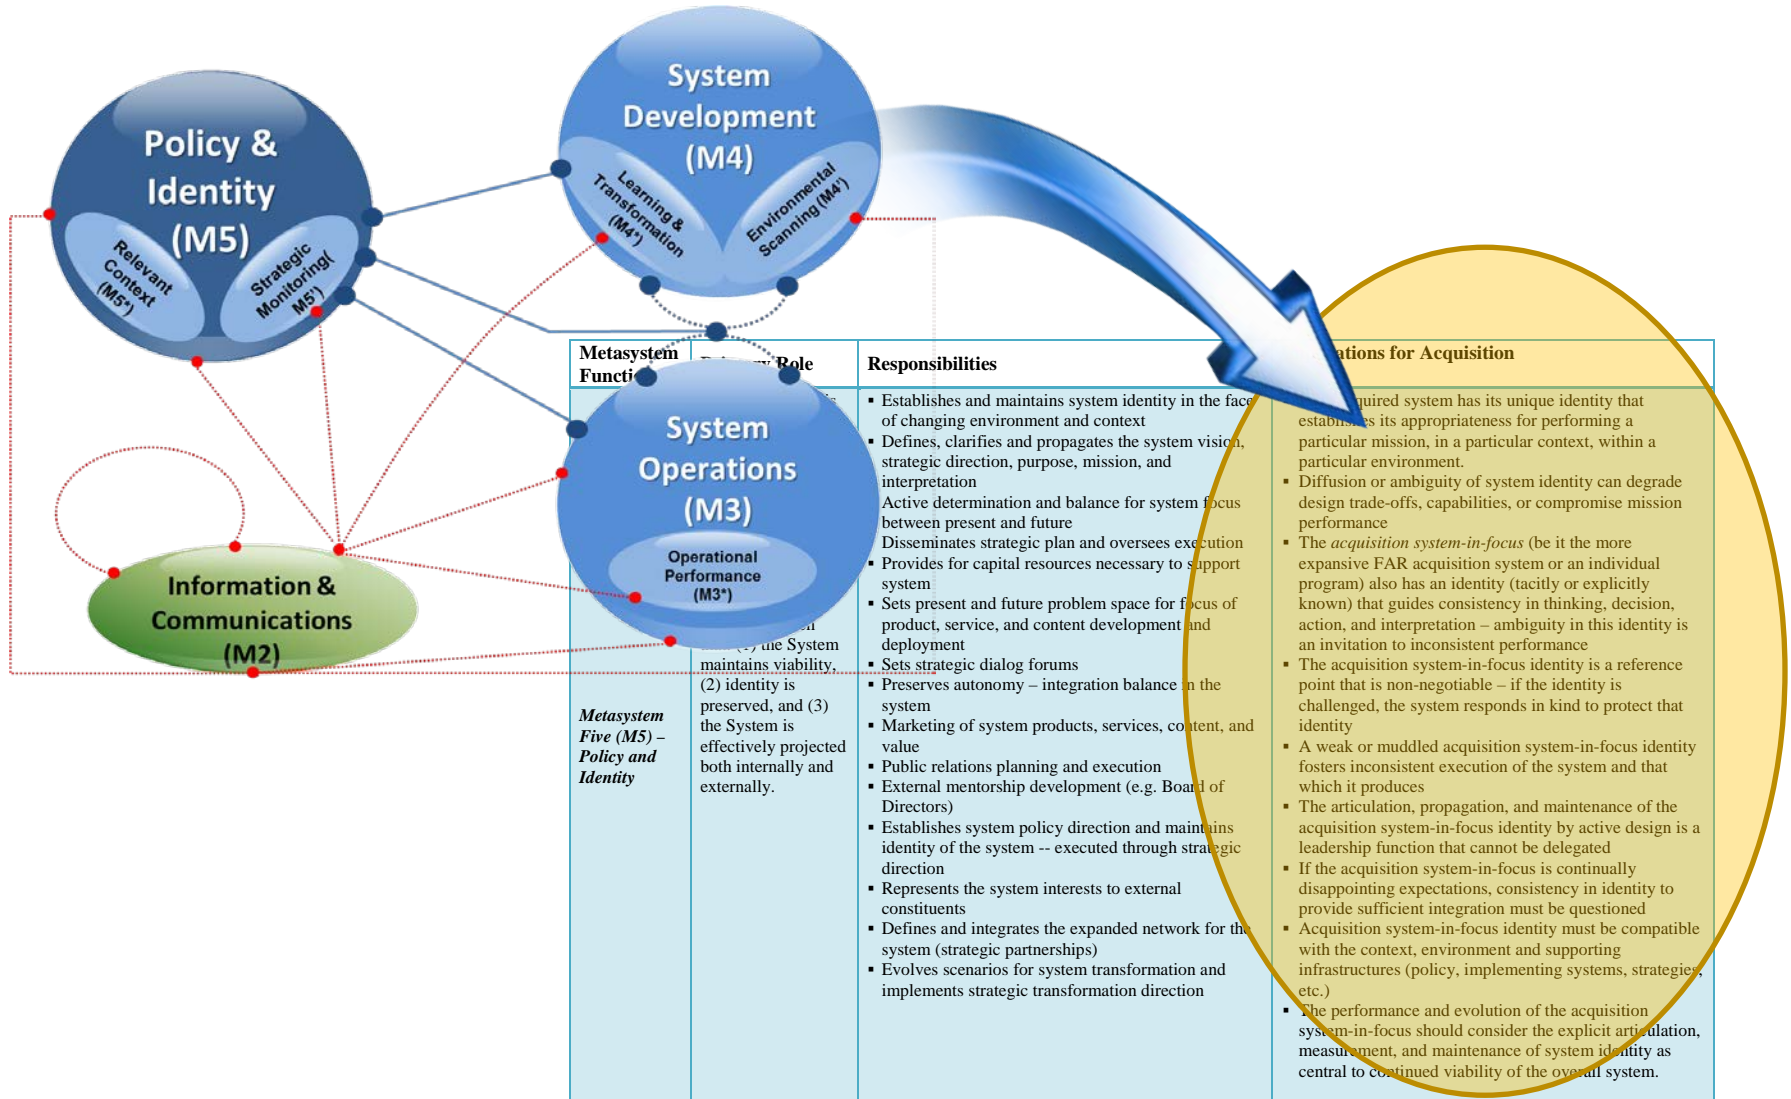 Policy &
Identity
(M5)
Relevant
Context
(M5*)
Strategic
Monitoring(
M5')
System
Development
(M4)
Learning &
Transformation
(M4*)
Environmental
Scanning (M4')
System
Operations
(M3)
Operational
Performance
(M3*)
Information &
Communications
(M2)
Metasystem
Role
Responsibilities
for Acquisition
Metasystem
Five (M5) –
Policy and
Identity
the System
maintains viability,
(2) identity is
preserved, and (3)
the System is
effectively projected
both internally and
externally.
▪ Establishes and maintains system identity in the face
of changing environment and context
▪ Defines, clarifies and propagates the system vision,
strategic direction, purpose, mission, and
interpretation
Active determination and balance for system focus
between present and future
Disseminates strategic plan and oversees execution
▪ Provides for capital resources necessary to support
system
▪ Sets present and future problem space for focus of
product, service, and content development and
deployment
▪ Sets strategic dialog forums
▪ Preserves autonomy – integration balance in the
system
▪ Marketing of system products, services, content, and
value
▪ Public relations planning and execution
▪ External mentorship development (e.g. Board of
Directors)
▪ Establishes system policy direction and maintains
identity of the system -- executed through strategic
direction
▪ Represents the system interests to external
constituents
▪ Defines and integrates the expanded network for the
system (strategic partnerships)
▪ Evolves scenarios for system transformation and
implements strategic transformation direction
system has its unique identity that
its appropriateness for performing a
particular mission, in a particular context, within a
particular environment.
▪ Diffusion or ambiguity of system identity can degrade
design trade-offs, capabilities, or compromise mission
performance
▪ The acquisition system-in-focus (be it the more
expansive FAR acquisition system or an individual
program) also has an identity (tacitly or explicitly
known) that guides consistency in thinking, decision,
action, and interpretation – ambiguity in this identity is
an invitation to inconsistent performance
▪ The acquisition system-in-focus identity is a reference
point that is non-negotiable – if the identity is
challenged, the system responds in kind to protect that
identity
▪ A weak or muddled acquisition system-in-focus identity
fosters inconsistent execution of the system and that
which it produces
▪ The articulation, propagation, and maintenance of the
acquisition system-in-focus identity by active design is a
leadership function that cannot be delegated
▪ If the acquisition system-in-focus is continually
disappointing expectations, consistency in identity to
provide sufficient integration must be questioned
▪ Acquisition system-in-focus identity must be compatible
with the context, environment and supporting
infrastructures (policy, implementing systems, strategies,
etc.)
▪ The performance and evolution of the acquisition
system-in-focus should consider the explicit articulation,
measurement, and maintenance of system identity as
central to continued viability of the overall system.